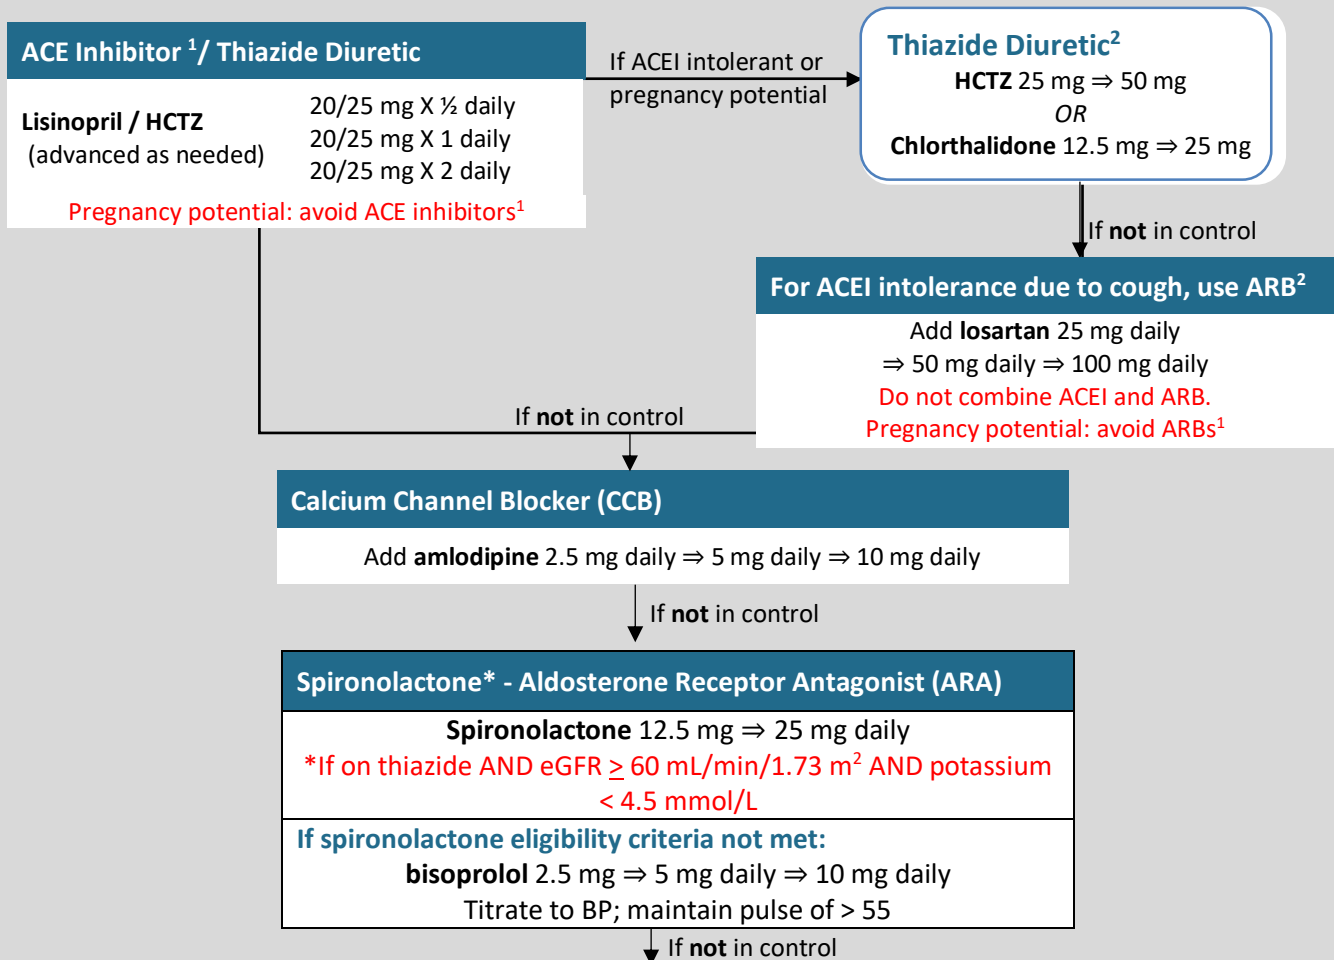 ACE Inhibitor ¹/ Thiazide Diuretic
Lisinopril / HCTZ
(advanced as needed)
20/25 mg X ½ daily
20/25 mg X 1 daily
20/25 mg X 2 daily
Pregnancy potential: avoid ACE inhibitors¹
If ACEI intolerant or
pregnancy potential
Thiazide Diuretic²
HCTZ 25 mg ⇒ 50 mg
OR
Chlorthalidone 12.5 mg ⇒ 25 mg
If not in control
For ACEI intolerance due to cough, use ARB²
Add losartan 25 mg daily
⇒ 50 mg daily ⇒ 100 mg daily
Do not combine ACEI and ARB.
Pregnancy potential: avoid ARBs¹
If not in control
Calcium Channel Blocker (CCB)
Add amlodipine 2.5 mg daily ⇒ 5 mg daily ⇒ 10 mg daily
If not in control
Spironolactone* - Aldosterone Receptor Antagonist (ARA)
Spironolactone 12.5 mg ⇒ 25 mg daily
*If on thiazide AND eGFR ≥ 60 mL/min/1.73 m² AND potassium
< 4.5 mmol/L
If spironolactone eligibility criteria not met:
bisoprolol 2.5 mg ⇒ 5 mg daily ⇒ 10 mg daily
Titrate to BP; maintain pulse of > 55
If not in control